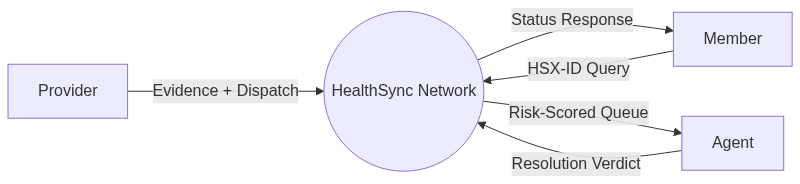 Status Response
Member
HSX-ID Query
Provider
Evidence + Dispatch
HealthSync Network
Risk-Scored Queue
Agent
Resolution Verdict